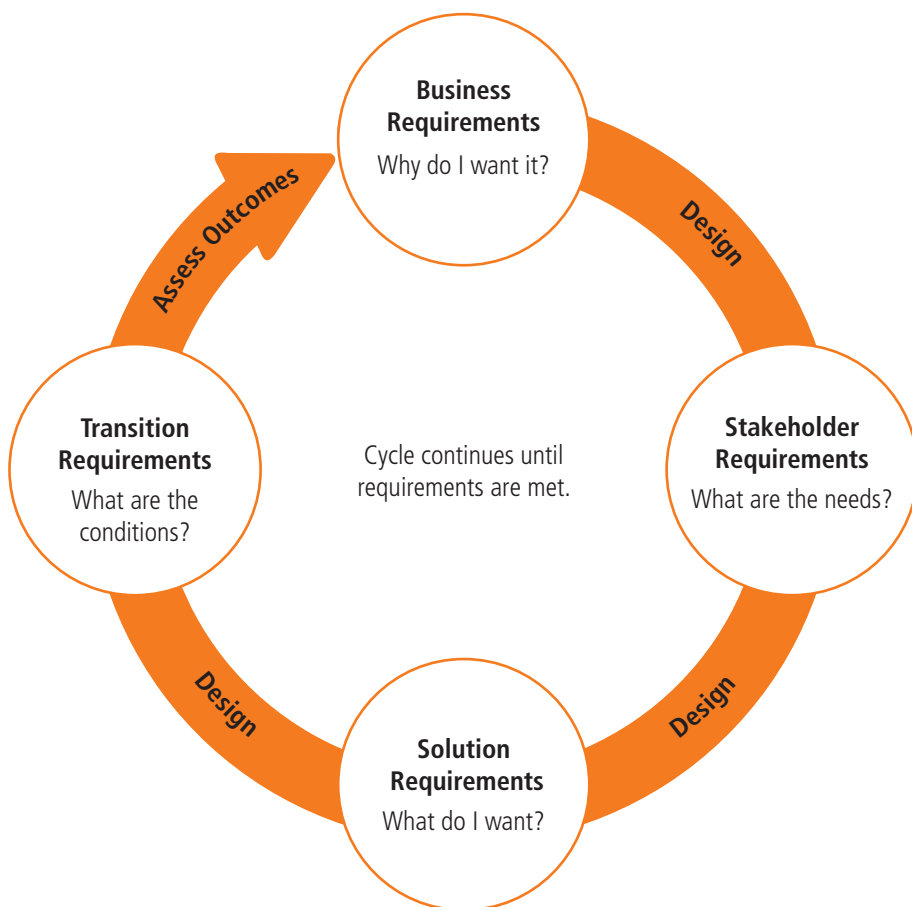 Business
Requirements
Why do I want it?
Design
Stakeholder
Requirements
What are the needs?
Design
Solution
Requirements
What do I want?
Design
Transition
Requirements
What are the
conditions?
Assess Outcomes
Cycle continues until
requirements are met.